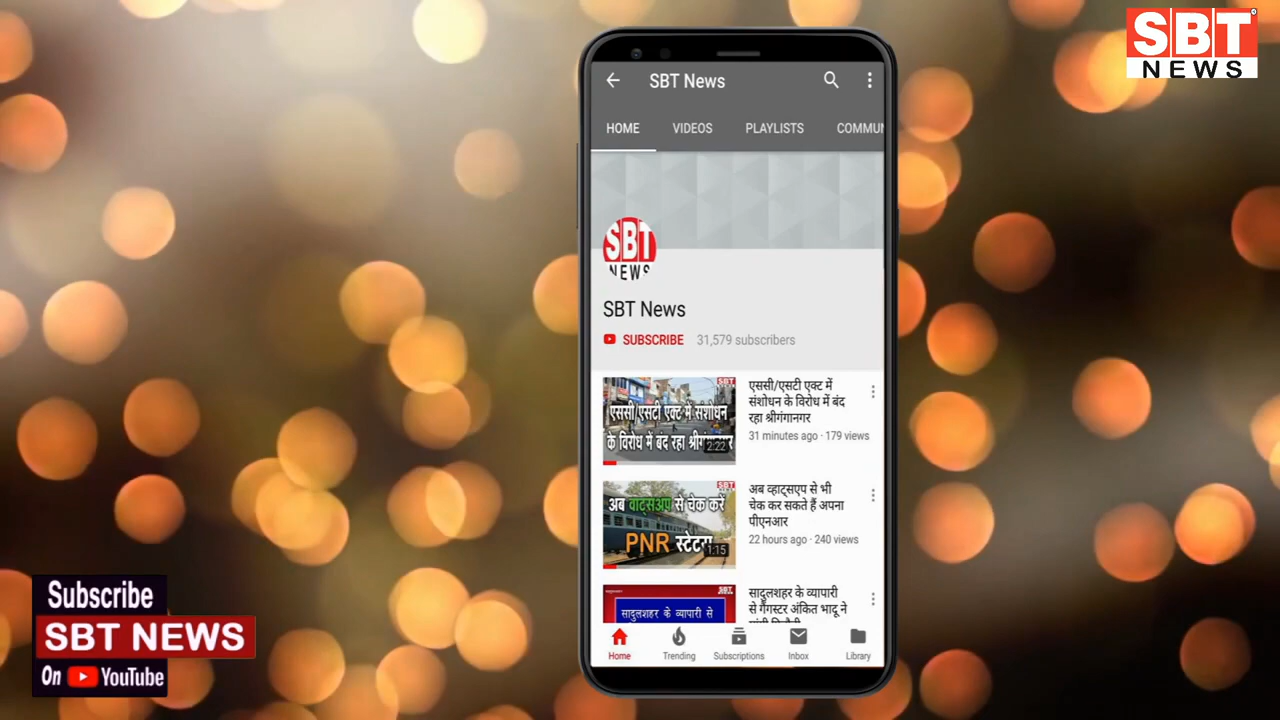 SBT
NEWS
SBT News
HOME VIDEOS PLAYLISTS COMMUN
SBT
NEWS
SBT News
SUBSCRIBE 31,579 subscribers
एससी/एसटी एक्ट में संशोधन
के विरोध में बंद रहा
2:22
एससी/एसटी एक्ट में
संशोधन के विरोध में बंद
रहा श्रीगंगानगर
31 minutes ago · 179 views
SBT
अब वाट्सअप से चेक करें
PNR स्टेटस
1:15
अब व्हाट्सएप से भी
चेक कर सकते हैं अपना
पीएनआर
22 hours ago · 240 views
SBT
सादुलशहर के व्यापारी से
सादुलशहर के व्यापारी
से गैंगस्टर अंकित भादू ने
Home Trending Subscriptions Inbox Library
Subscribe
SBT NEWS
On YouTube